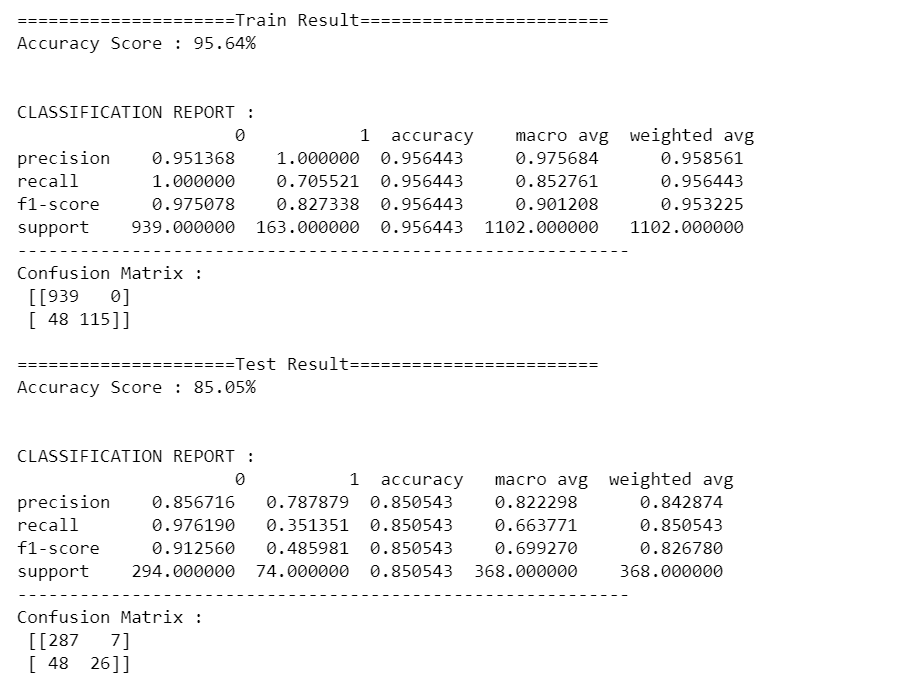 =====================Train Result========================
Accuracy Score : 95.64%
CLASSIFICATION REPORT :
                     0           1  accuracy    macro avg  weighted avg
precision    0.951368    1.000000  0.956443     0.975684      0.958561
recall       1.000000    0.705521  0.956443     0.852761      0.956443
f1-score     0.975078    0.827338  0.956443     0.901208      0.953225
support    939.000000  163.000000  0.956443  1102.000000   1102.000000
-----------------------------------------------------------
Confusion Matrix :
 [[939   0]
 [ 48 115]]
=====================Test Result========================
Accuracy Score : 85.05%
CLASSIFICATION REPORT :
                     0          1  accuracy   macro avg  weighted avg
precision    0.856716   0.787879  0.850543    0.822298      0.842874
recall       0.976190   0.351351  0.850543    0.663771      0.850543
f1-score     0.912560   0.485981  0.850543    0.699270      0.826780
support    294.000000  74.000000  0.850543  368.000000    368.000000
-----------------------------------------------------------
Confusion Matrix :
 [[287   7]
 [ 48  26]]